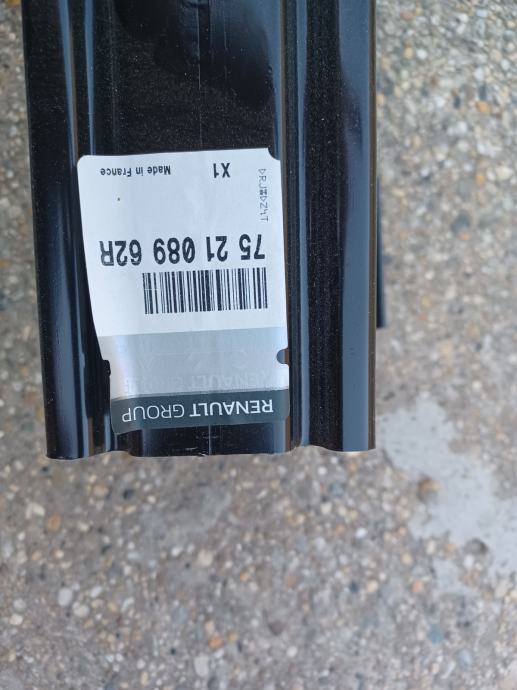 RENAULT GROUP
75 21 089 62R
X1
Made in France